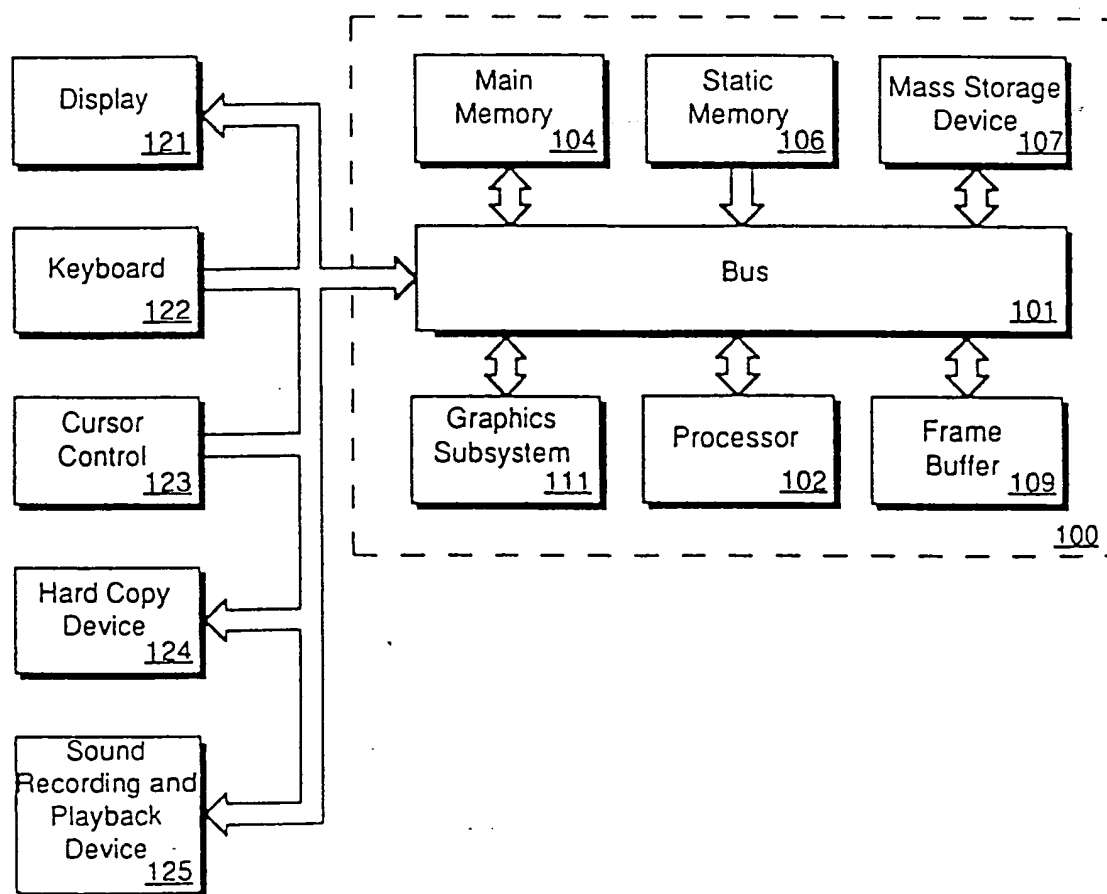 Display
121
Keyboard
122
Cursor
Control
123
Hard Copy
Device
124
Sound
Recording and
Playback
Device
125
Main
Memory
104
Static
Memory
106
Mass Storage
Device
107
Bus
101
Graphics
Subsystem
111
Processor
102
Frame
Buffer
109
100